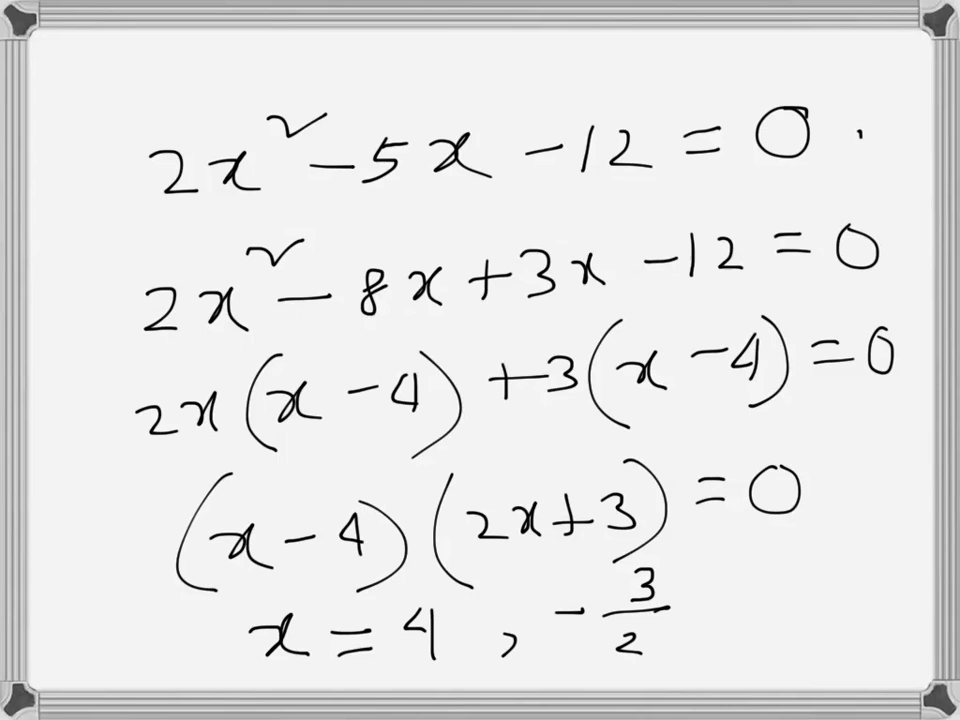 2x² - 5x - 12 = 0.
2x² - 8x + 3x - 12 = 0
2x(x - 4) + 3(x - 4) = 0
(x - 4)(2x + 3) = 0
x = 4, -3/2